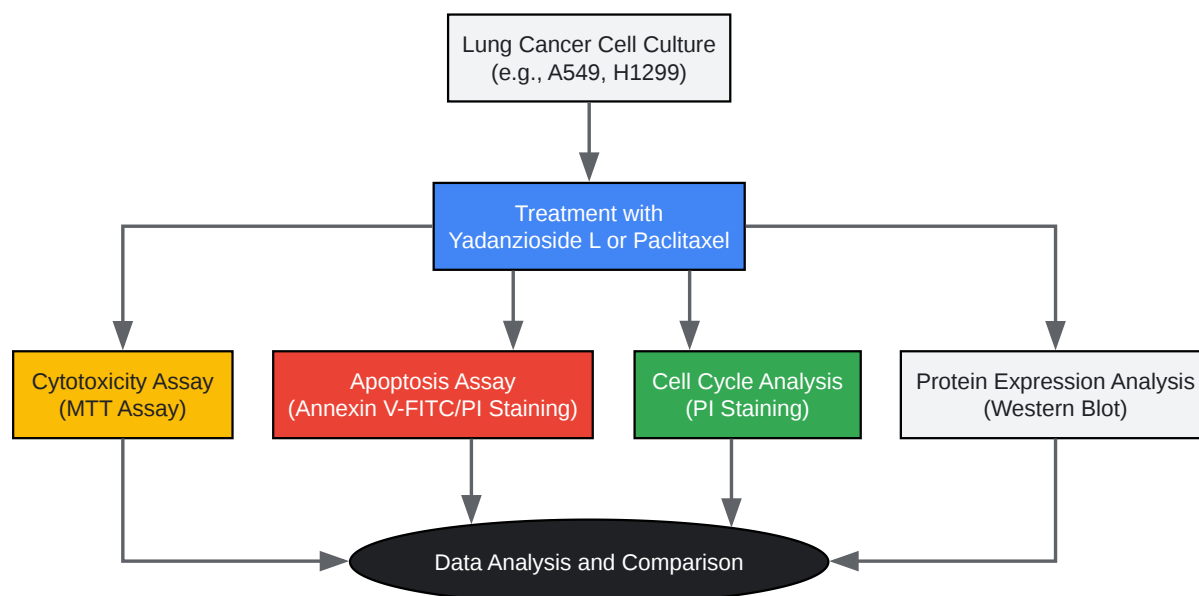 Lung Cancer Cell Culture
(e.g., A549, H1299)
Treatment with
Yadanzioside L or Paclitaxel
Cytotoxicity Assay
(MTT Assay)
Apoptosis Assay
(Annexin V-FITC/PI Staining)
Cell Cycle Analysis
(PI Staining)
Protein Expression Analysis
(Western Blot)
Data Analysis and Comparison